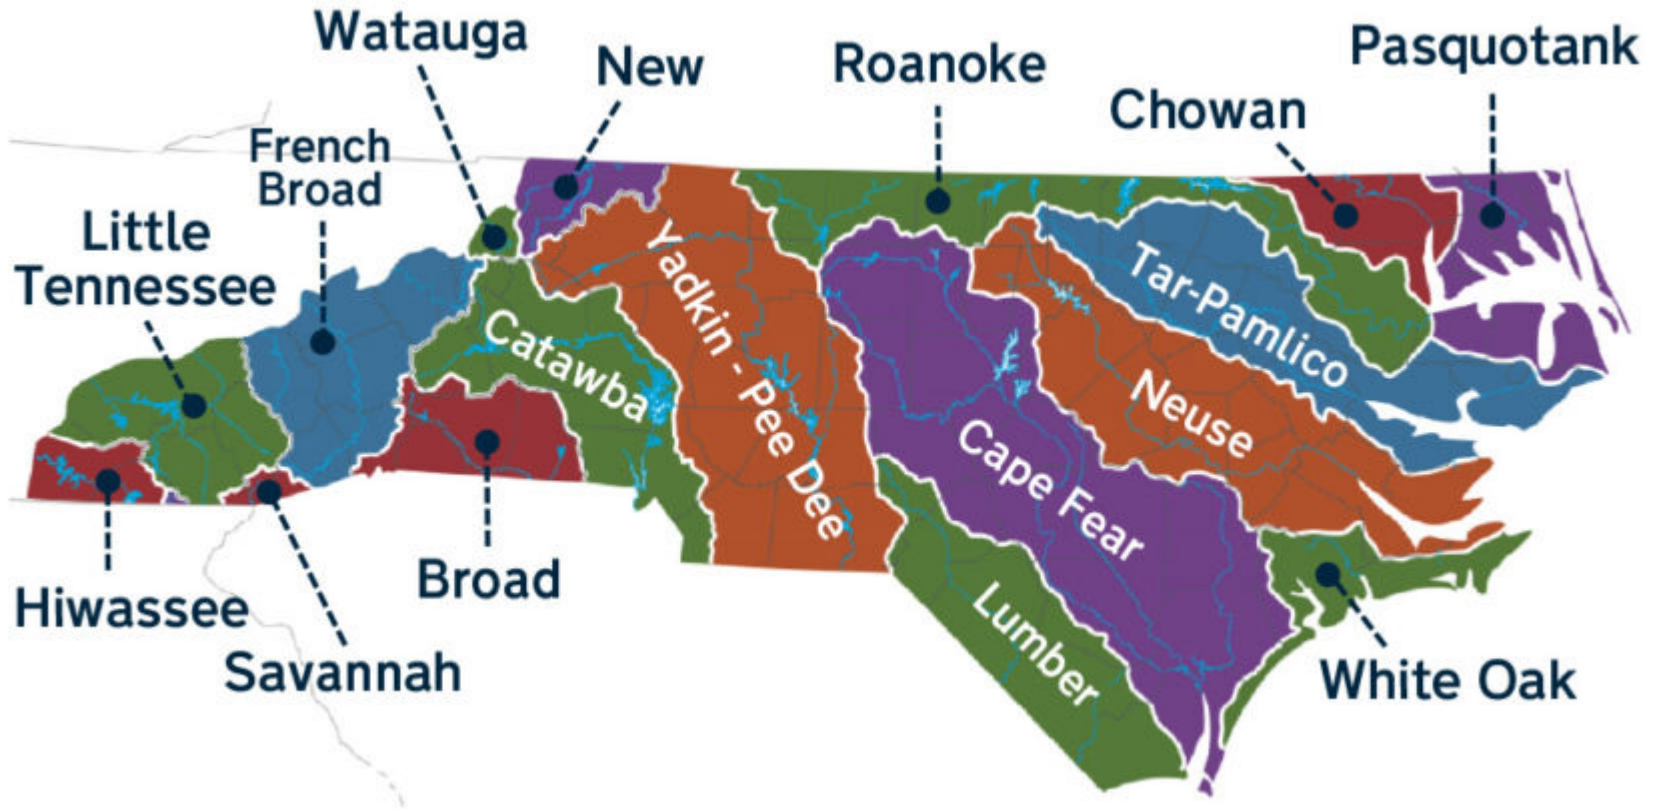 Watauga
New
Roanoke
Pasquotank
Chowan
French
Broad
Little
Tennessee
Yadkin - Pee Dee
Tar-Pamlico
Catawba
Neuse
Cape Fear
Broad
Hiwassee
Lumber
Savannah
White Oak